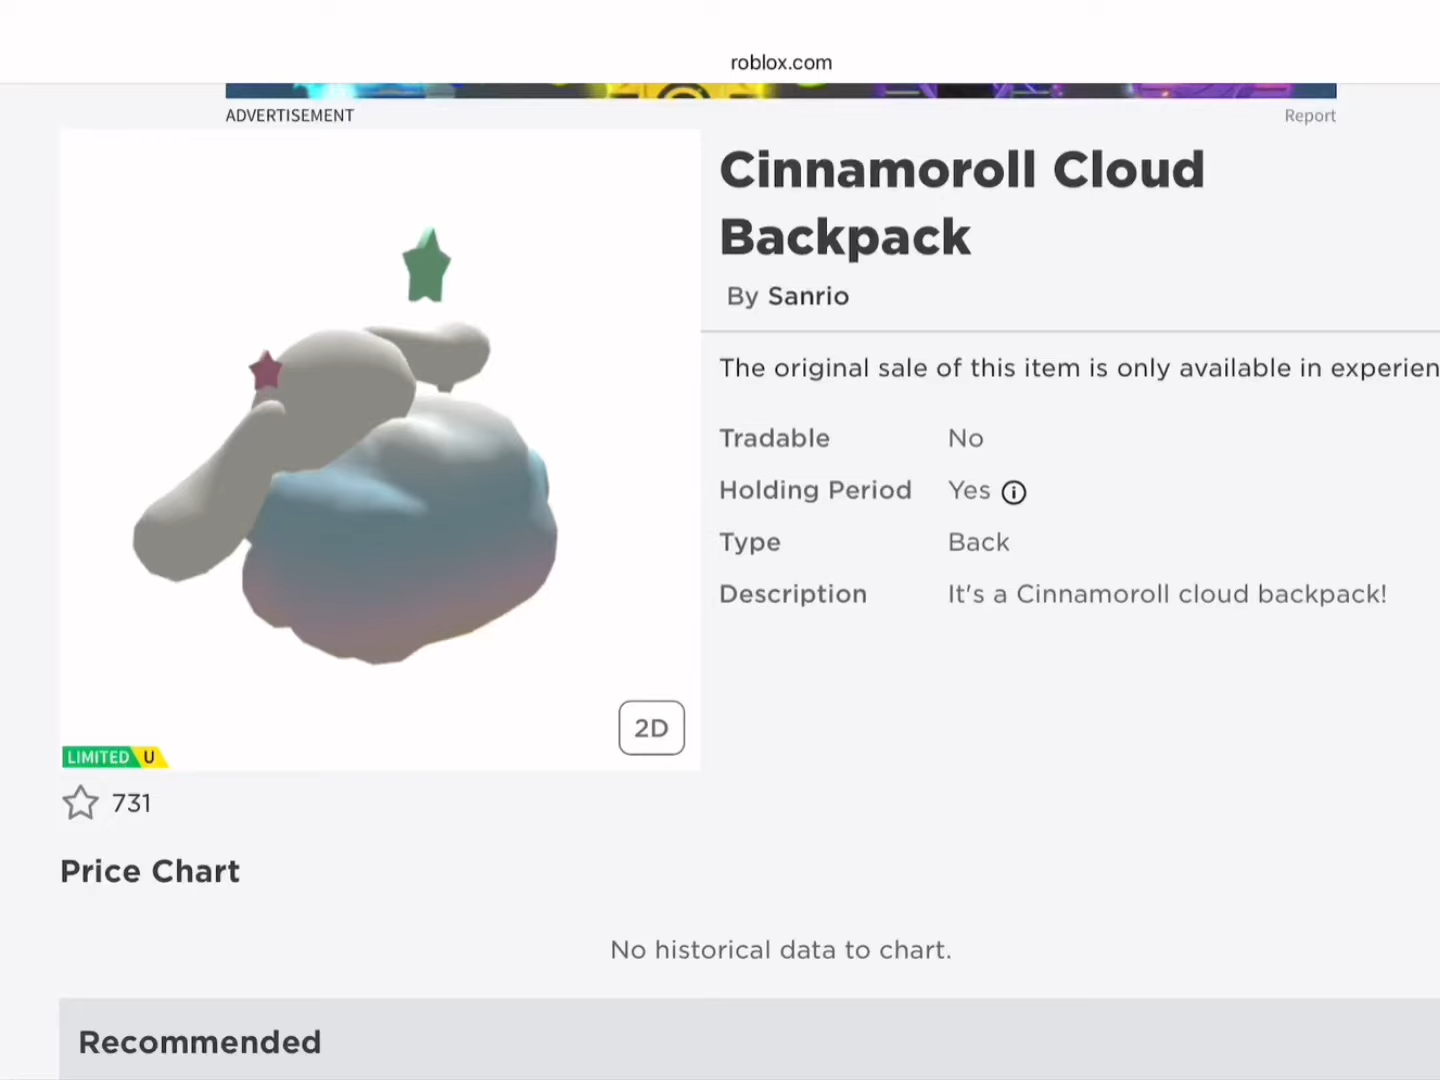 roblox.com
ADVERTISEMENT
Report
Cinnamoroll Cloud
Backpack
By Sanrio
The original sale of this item is only available in experien
Tradable No
Holding Period Yes
Type Back
Description It's a Cinnamoroll cloud backpack!
2D
LIMITED U
731
Price Chart
No historical data to chart.
Recommended